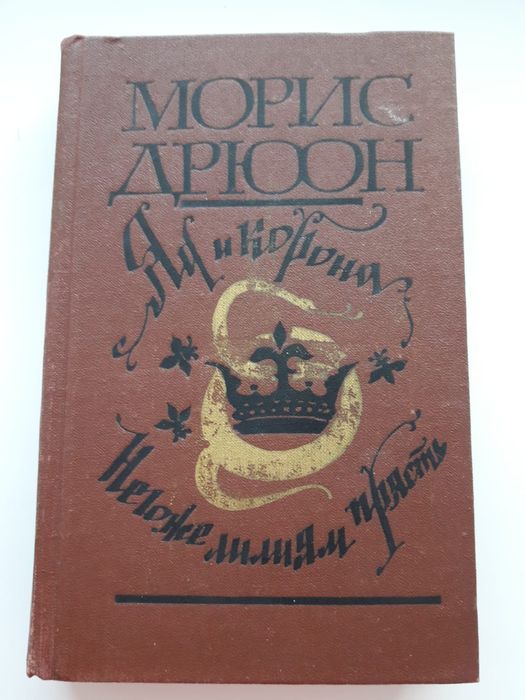 МОРИС
ДРЮОН
Яд и корона
Негоже лилиям прясть